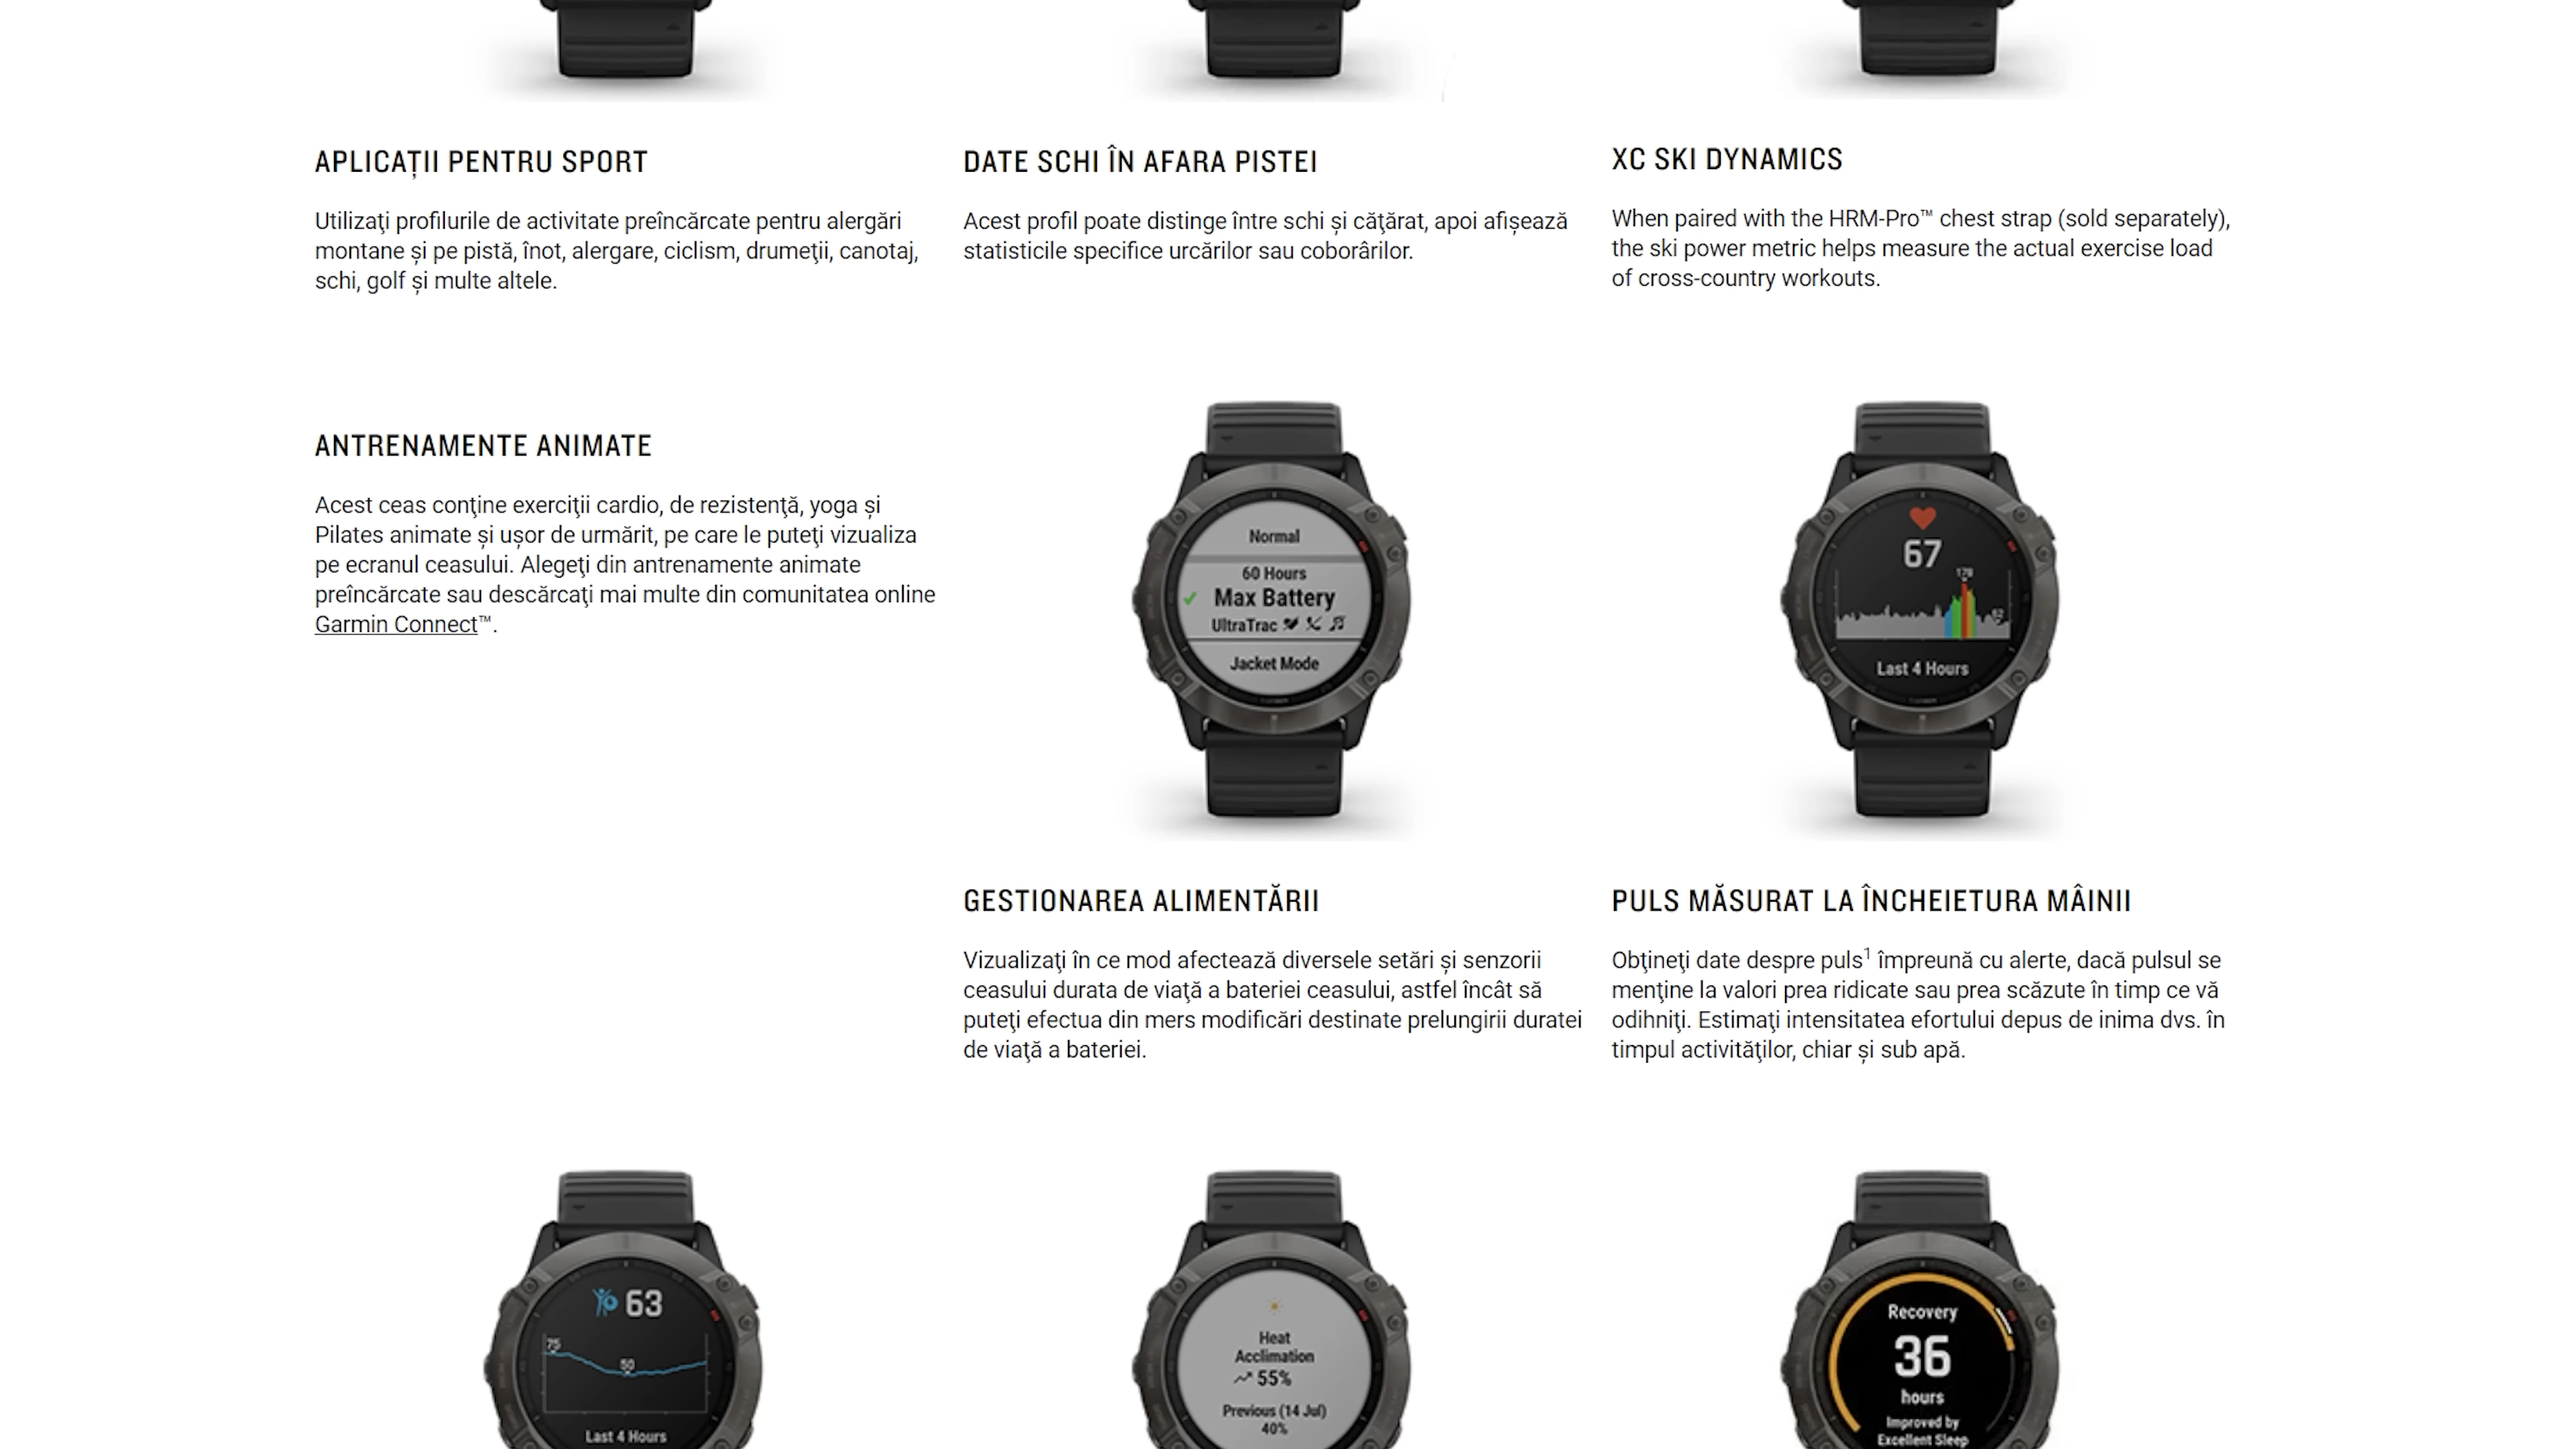 APLICAȚII PENTRU SPORT
Utilizaţi profilurile de activitate preîncărcate pentru alergări
montane și pe pistă, înot, alergare, ciclism, drumeţii, canotaj,
schi, golf și multe altele.
DATE SCHI ÎN AFARA PISTEI
Acest profil poate distinge între schi și căţărat, apoi afișează
statisticile specifice urcărilor sau coborârilor.
XC SKI DYNAMICS
When paired with the HRM-Pro™ chest strap (sold separately),
the ski power metric helps measure the actual exercise load
of cross-country workouts.
ANTRENAMENTE ANIMATE
Acest ceas conţine exerciţii cardio, de rezistenţă, yoga și
Pilates animate și ușor de urmărit, pe care le puteţi vizualiza
pe ecranul ceasului. Alegeţi din antrenamente animate
preîncărcate sau descărcaţi mai multe din comunitatea online
Garmin Connect™.
Normal
60 Hours
Max Battery
UltraTrac
Jacket Mode
GESTIONAREA ALIMENTĂRII
Vizualizaţi în ce mod afectează diversele setări și senzorii
ceasului durata de viaţă a bateriei ceasului, astfel încât să
puteţi efectua din mers modificări destinate prelungirii duratei
de viaţă a bateriei.
67
178
62
Last 4 Hours
PULS MĂSURAT LA ÎNCHEIETURA MÂINII
Obţineţi date despre puls¹ împreună cu alerte, dacă pulsul se
menţine la valori prea ridicate sau prea scăzute în timp ce vă
odihniţi. Estimaţi intensitatea efortului depus de inima dvs. în
timpul activităţilor, chiar și sub apă.
63
75
50
Last 4 Hours
Heat
Acclimation
55%
Previous (14 Jul)
40%
Recovery
36
hours
Improved by
Excellent Sleep